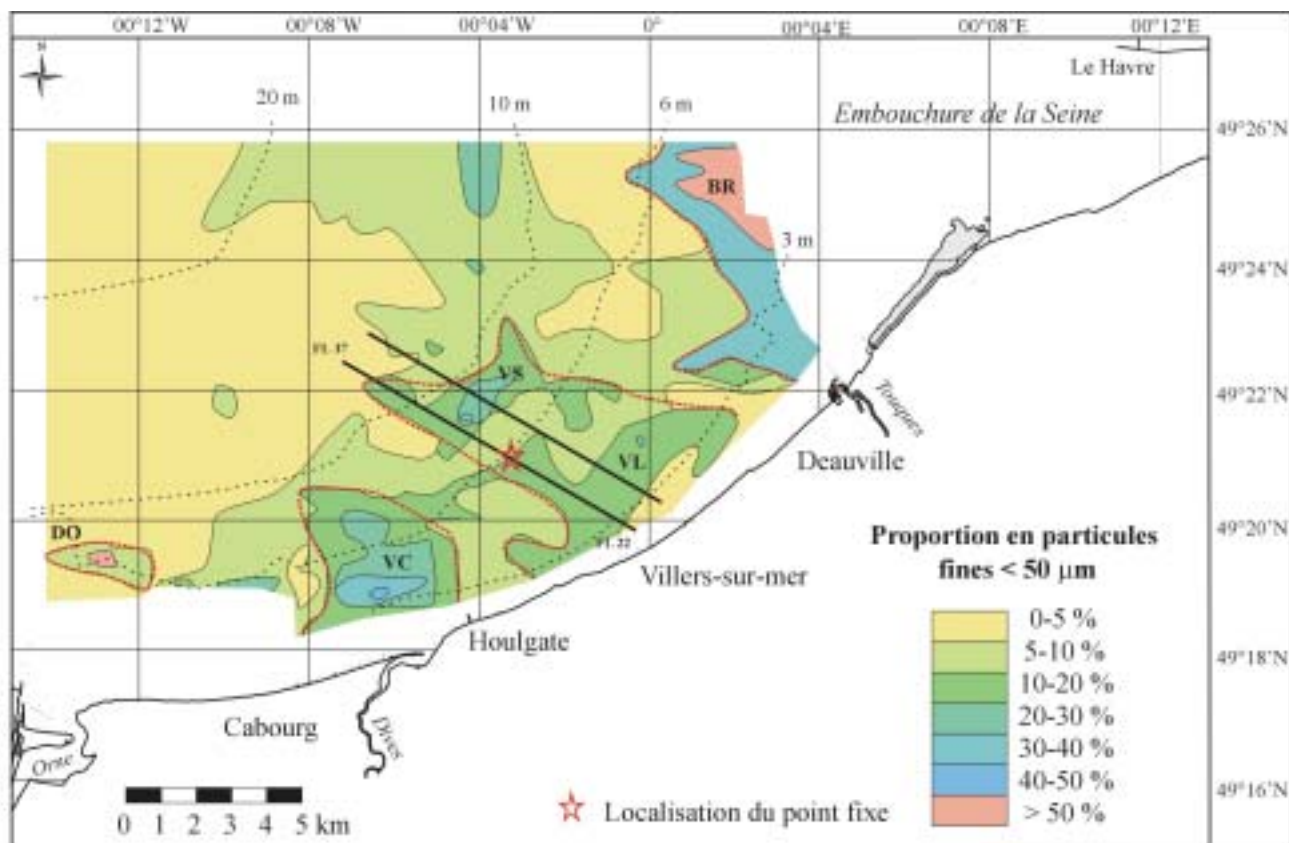 00°12'W 00°08'W 00°04'W 0° 00°04'E 00°08'E 00°12'E
N
Le Havre
20 m 10 m 6 m
Embouchure de la Seine
49°26'N
BR
3 m
49°24'N
FL 17
VS
49°22'N
Touques
VL
Deauville
DO
49°20'N
FL 22
VC
Villers-sur-mer
Houlgate
49°18'N
Cabourg
Dives
Orne
49°16'N
0 1 2 3 4 5 km
Localisation du point fixe
Proportion en particules
fines < 50 µm
0-5 %
5-10 %
10-20 %
20-30 %
30-40 %
40-50 %
> 50 %